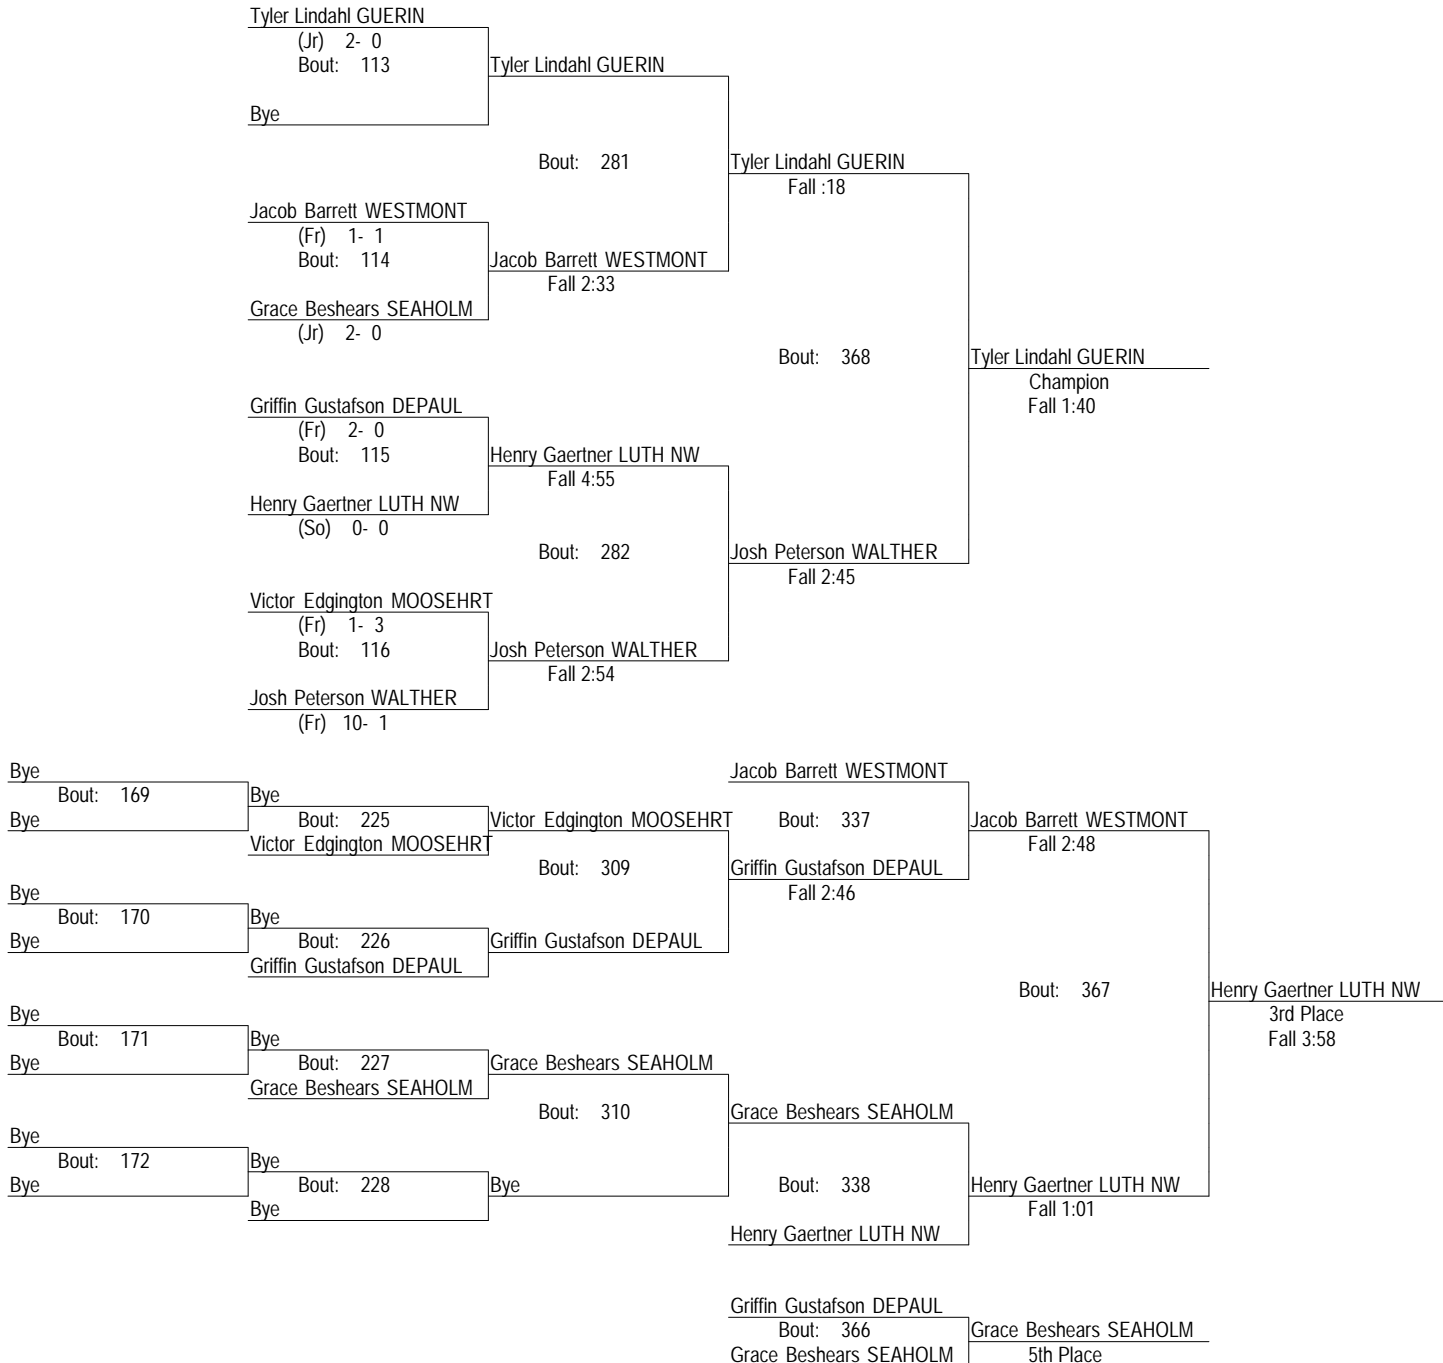 Tyler Lindahl GUERIN
(Jr) 2- 0
Bout: 113
Tyler Lindahl GUERIN
Bye
Bout: 281
Tyler Lindahl GUERIN
Fall :18
Jacob Barrett WESTMONT
(Fr) 1- 1
Bout: 114
Jacob Barrett WESTMONT
Fall 2:33
Grace Beshears SEAHOLM
(Jr) 2- 0
Bout: 368
Tyler Lindahl GUERIN
Champion
Fall 1:40
Griffin Gustafson DEPAUL
(Fr) 2- 0
Bout: 115
Henry Gaertner LUTH NW
Fall 4:55
Henry Gaertner LUTH NW
(So) 0- 0
Bout: 282
Josh Peterson WALTHER
Fall 2:45
Victor Edgington MOOSEHRT
(Fr) 1- 3
Bout: 116
Josh Peterson WALTHER
Fall 2:54
Josh Peterson WALTHER
(Fr) 10- 1
Bye
Bout: 169
Bye
Bye
Bout: 225
Victor Edgington MOOSEHRT
Victor Edgington MOOSEHRT
Bout: 309
Jacob Barrett WESTMONT
Bout: 337
Jacob Barrett WESTMONT
Fall 2:48
Griffin Gustafson DEPAUL
Fall 2:46
Bye
Bout: 170
Bye
Bye
Bout: 226
Griffin Gustafson DEPAUL
Griffin Gustafson DEPAUL
Bout: 367
Henry Gaertner LUTH NW
3rd Place
Fall 3:58
Bye
Bout: 171
Bye
Bye
Bout: 227
Grace Beshears SEAHOLM
Grace Beshears SEAHOLM
Bout: 310
Grace Beshears SEAHOLM
Bye
Bout: 172
Bye
Bye
Bout: 228
Bye
Bye
Bout: 338
Henry Gaertner LUTH NW
Fall 1:01
Henry Gaertner LUTH NW
Griffin Gustafson DEPAUL
Bout: 366
Grace Beshears SEAHOLM
Grace Beshears SEAHOLM
5th Place